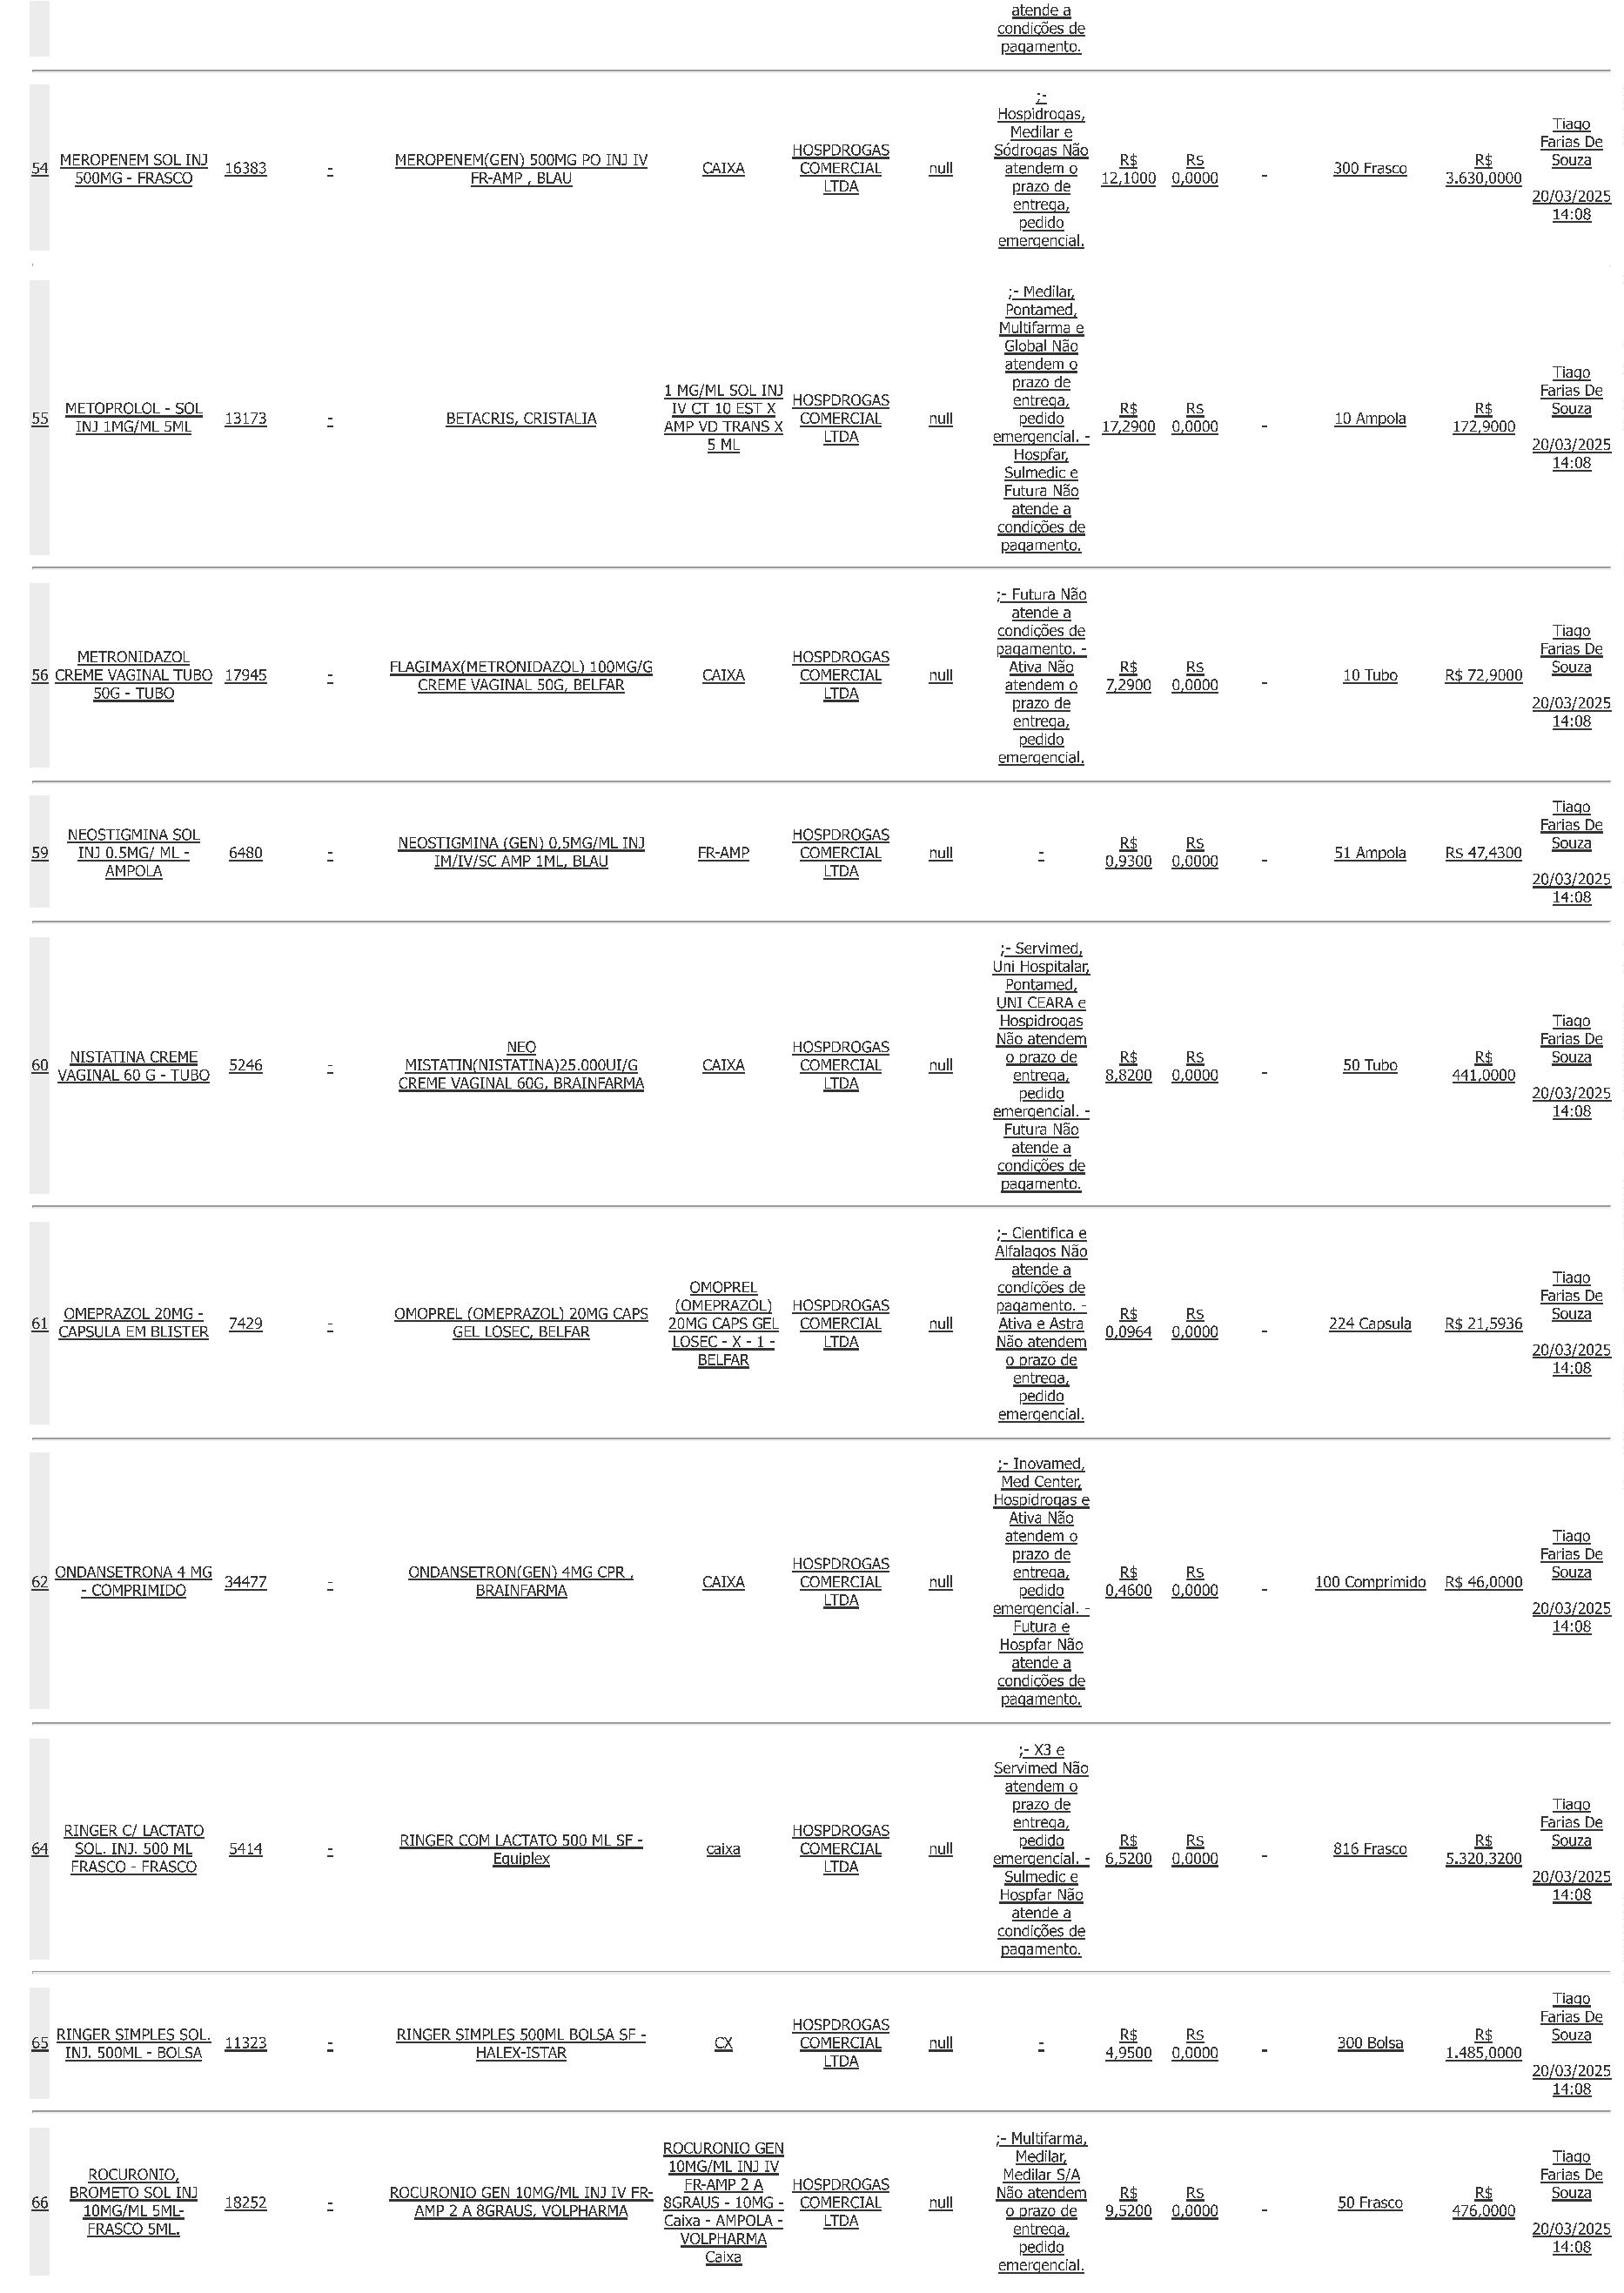 atende a
condições de
pagamento.
54
MEROPENEM SOL INJ
500MG - FRASCO
16383
-
MEROPENEM(GEN) 500MG PO INJ IV
FR-AMP , BLAU
CAIXA
HOSPDROGAS
COMERCIAL
LTDA
null
;-
Hospidrogas,
Medilar e
Sódrogas Não
atendem o
prazo de
entrega,
pedido
emergencial.
R$
12,1000
R$
0,0000
-
300 Frasco
R$
3.630,0000
Tiago
Farias De
Souza
20/03/2025
14:08
55
METOPROLOL - SOL
INJ 1MG/ML 5ML
13173
-
BETACRIS, CRISTALIA
1 MG/ML SOL INJ
IV CT 10 EST X
AMP VD TRANS X
5 ML
HOSPDROGAS
COMERCIAL
LTDA
null
;- Medilar,
Pontamed,
Multifarma e
Global Não
atendem o
prazo de
entrega,
pedido
emergencial. -
Hospfar,
Sulmedic e
Futura Não
atende a
condições de
pagamento.
R$
17,2900
R$
0,0000
-
10 Ampola
R$
172,9000
Tiago
Farias De
Souza
20/03/2025
14:08
56
METRONIDAZOL
CREME VAGINAL TUBO
50G - TUBO
17945
-
FLAGIMAX(METRONIDAZOL) 100MG/G
CREME VAGINAL 50G, BELFAR
CAIXA
HOSPDROGAS
COMERCIAL
LTDA
null
;- Futura Não
atende a
condições de
pagamento. -
Ativa Não
atendem o
prazo de
entrega,
pedido
emergencial.
R$
7,2900
R$
0,0000
-
10 Tubo
R$ 72,9000
Tiago
Farias De
Souza
20/03/2025
14:08
59
NEOSTIGMINA SOL
INJ 0.5MG/ ML -
AMPOLA
6480
-
NEOSTIGMINA (GEN) 0,5MG/ML INJ
IM/IV/SC AMP 1ML, BLAU
FR-AMP
HOSPDROGAS
COMERCIAL
LTDA
null
-
R$
0,9300
R$
0,0000
-
51 Ampola
R$ 47,4300
Tiago
Farias De
Souza
20/03/2025
14:08
60
NISTATINA CREME
VAGINAL 60 G - TUBO
5246
-
NEO
MISTATIN(NISTATINA)25.000UI/G
CREME VAGINAL 60G, BRAINFARMA
CAIXA
HOSPDROGAS
COMERCIAL
LTDA
null
;- Servimed,
Uni Hospitalar,
Pontamed,
UNI CEARA e
Hospidrogas
Não atendem
o prazo de
entrega,
pedido
emergencial. -
Futura Não
atende a
condições de
pagamento.
R$
8,8200
R$
0,0000
-
50 Tubo
R$
441,0000
Tiago
Farias De
Souza
20/03/2025
14:08
61
OMEPRAZOL 20MG -
CAPSULA EM BLISTER
7429
-
OMOPREL (OMEPRAZOL) 20MG CAPS
GEL LOSEC, BELFAR
OMOPREL
(OMEPRAZOL)
20MG CAPS GEL
LOSEC - X - 1 -
BELFAR
HOSPDROGAS
COMERCIAL
LTDA
null
;- Cientifica e
Alfalagos Não
atende a
condições de
pagamento. -
Ativa e Astra
Não atendem
o prazo de
entrega,
pedido
emergencial.
R$
0,0964
R$
0,0000
-
224 Capsula
R$ 21,5936
Tiago
Farias De
Souza
20/03/2025
14:08
62
ONDANSETRONA 4 MG
- COMPRIMIDO
34477
-
ONDANSETRON(GEN) 4MG CPR ,
BRAINFARMA
CAIXA
HOSPDROGAS
COMERCIAL
LTDA
null
;- Inovamed,
Med Center,
Hospidrogas e
Ativa Não
atendem o
prazo de
entrega,
pedido
emergencial. -
Futura e
Hospfar Não
atende a
condições de
pagamento.
R$
0,4600
R$
0,0000
-
100 Comprimido
R$ 46,0000
Tiago
Farias De
Souza
20/03/2025
14:08
64
RINGER C/ LACTATO
SOL. INJ. 500 ML
FRASCO - FRASCO
5414
-
RINGER COM LACTATO 500 ML SF -
Equiplex
caixa
HOSPDROGAS
COMERCIAL
LTDA
null
;- X3 e
Servimed Não
atendem o
prazo de
entrega,
pedido
emergencial. -
Sulmedic e
Hospfar Não
atende a
condições de
pagamento.
R$
6,5200
R$
0,0000
-
816 Frasco
R$
5.320,3200
Tiago
Farias De
Souza
20/03/2025
14:08
65
RINGER SIMPLES SOL.
INJ. 500ML - BOLSA
11323
-
RINGER SIMPLES 500ML BOLSA SF -
HALEX-ISTAR
CX
HOSPDROGAS
COMERCIAL
LTDA
null
-
R$
4,9500
R$
0,0000
-
300 Bolsa
R$
1.485,0000
Tiago
Farias De
Souza
20/03/2025
14:08
66
ROCURONIO,
BROMETO SOL INJ
10MG/ML 5ML-
FRASCO 5ML.
18252
-
ROCURONIO GEN 10MG/ML INJ IV FR-
AMP 2 A 8GRAUS, VOLPHARMA
ROCURONIO GEN
10MG/ML INJ IV
FR-AMP 2 A
8GRAUS - 10MG -
Caixa - AMPOLA -
VOLPHARMA
Caixa
HOSPDROGAS
COMERCIAL
LTDA
null
;- Multifarma,
Medilar,
Medilar S/A
Não atendem
o prazo de
entrega,
pedido
emergencial.
R$
9,5200
R$
0,0000
-
50 Frasco
R$
476,0000
Tiago
Farias De
Souza
20/03/2025
14:08